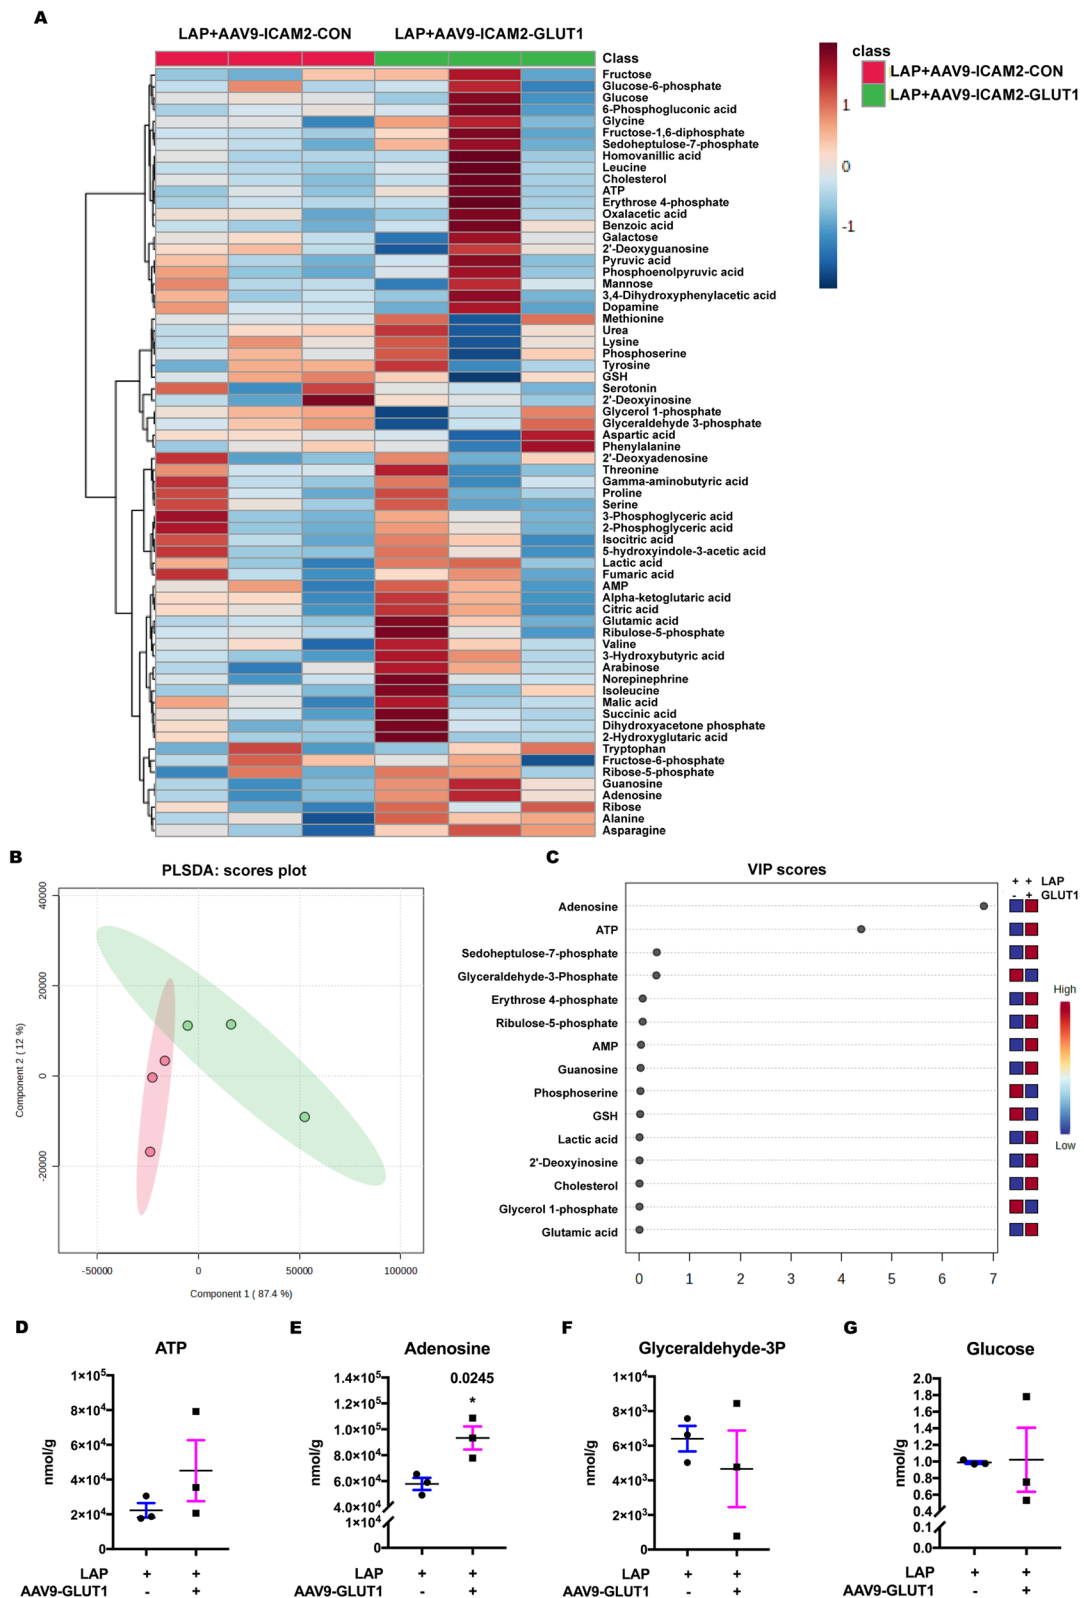 A
LAP+AAV9-ICAM2-CON LAP+AAV9-ICAM2-GLUT1
Class
class
LAP+AAV9-ICAM2-CON
LAP+AAV9-ICAM2-GLUT1
1
0
-1
Fructose
Glucose-6-phosphate
Glucose
6-Phosphogluconic acid
Glycine
Fructose-1,6-diphosphate
Sedoheptulose-7-phosphate
Homovanillic acid
Leucine
Cholesterol
ATP
Erythrose 4-phosphate
Oxalacetic acid
Benzoic acid
Galactose
2'-Deoxyguanosine
Pyruvic acid
Phosphoenolpyruvic acid
Mannose
3,4-Dihydroxyphenylacetic acid
Dopamine
Methionine
Urea
Lysine
Phosphoserine
Tyrosine
GSH
Serotonin
2'-Deoxyinosine
Glycerol 1-phosphate
Glyceraldehyde 3-phosphate
Aspartic acid
Phenylalanine
2'-Deoxyadenosine
Threonine
Gamma-aminobutyric acid
Proline
Serine
3-Phosphoglyceric acid
2-Phosphoglyceric acid
Isocitric acid
5-hydroxyindole-3-acetic acid
Lactic acid
Fumaric acid
AMP
Alpha-ketoglutaric acid
Citric acid
Glutamic acid
Ribulose-5-phosphate
Valine
3-Hydroxybutyric acid
Arabinose
Norepinephrine
Isoleucine
Malic acid
Succinic acid
Dihydroxyacetone phosphate
2-Hydroxyglutaric acid
Tryptophan
Fructose-6-phosphate
Ribose-5-phosphate
Guanosine
Adenosine
Ribose
Alanine
Asparagine
B
PLSDA: scores plot
Component 2 ( 12 %)
40000
20000
0
-20000
-50000 0 50000 100000
Component 1 ( 87.4 %)
C
VIP scores
+ + LAP
- + GLUT1
Adenosine
ATP
Sedoheptulose-7-phosphate
Glyceraldehyde-3-Phosphate
Erythrose 4-phosphate
Ribulose-5-phosphate
AMP
Guanosine
Phosphoserine
GSH
Lactic acid
2'-Deoxyinosine
Cholesterol
Glycerol 1-phosphate
Glutamic acid
High
Low
0 1 2 3 4 5 6 7
D
ATP
nmol/g
1×10⁵
8×10⁴
6×10⁴
4×10⁴
2×10⁴
0
LAP + +
AAV9-GLUT1 - +
E
Adenosine
0.0245
*
nmol/g
1.4×10⁵
1.2×10⁵
1.0×10⁵
8.0×10⁴
6.0×10⁴
4.0×10⁴
1×10⁴
0
LAP + +
AAV9-GLUT1 - +
F
Glyceraldehyde-3P
nmol/g
1×10⁴
8×10³
6×10³
4×10³
2×10³
0
LAP + +
AAV9-GLUT1 - +
G
Glucose
nmol/g
2.0
1.8
1.6
1.4
1.2
1.0
0.8
0.6
0.4
0.1
0.0
LAP + +
AAV9-GLUT1 - +